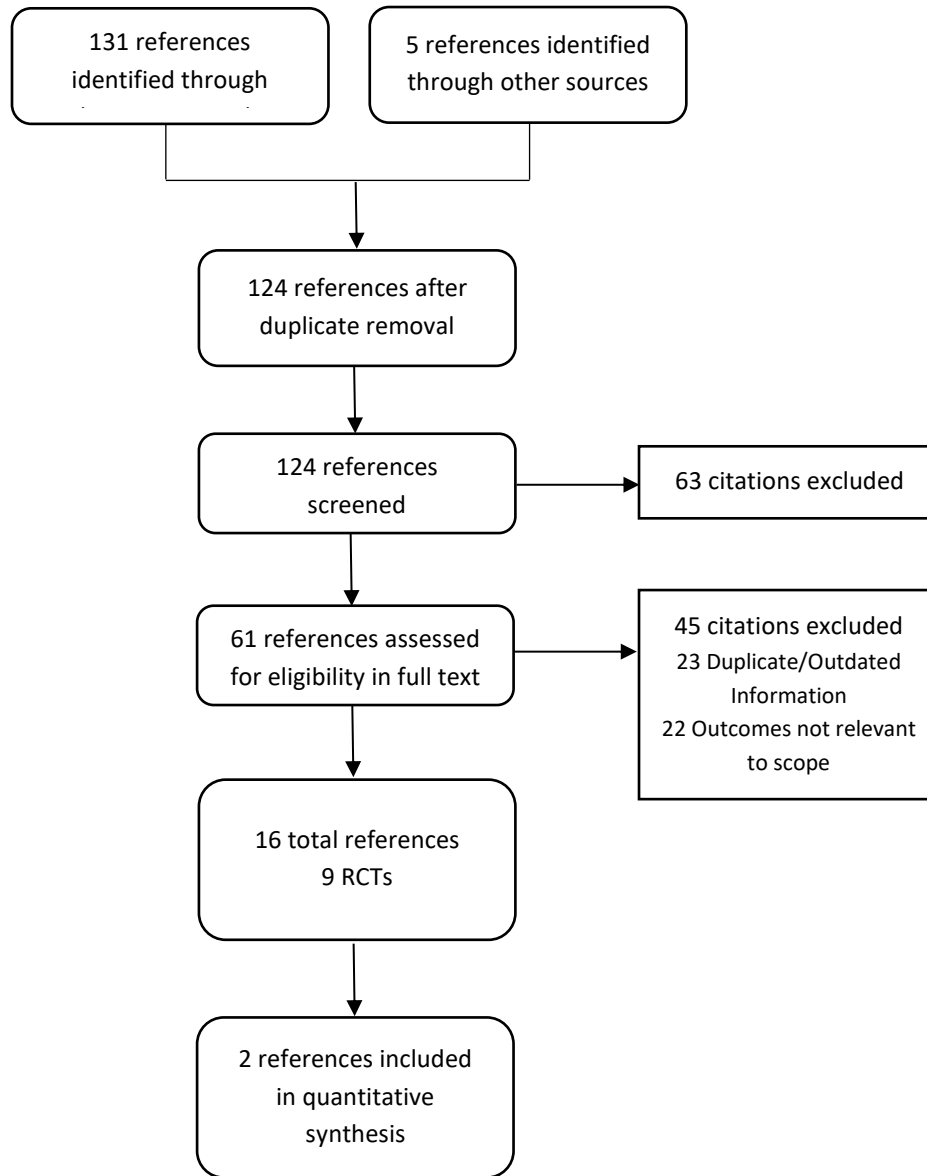 131 references
identified through
5 references identified
through other sources
124 references after
duplicate removal
124 references
screened
63 citations excluded
61 references assessed
for eligibility in full text
45 citations excluded
23 Duplicate/Outdated
Information
22 Outcomes not relevant
to scope
16 total references
9 RCTs
2 references included
in quantitative
synthesis